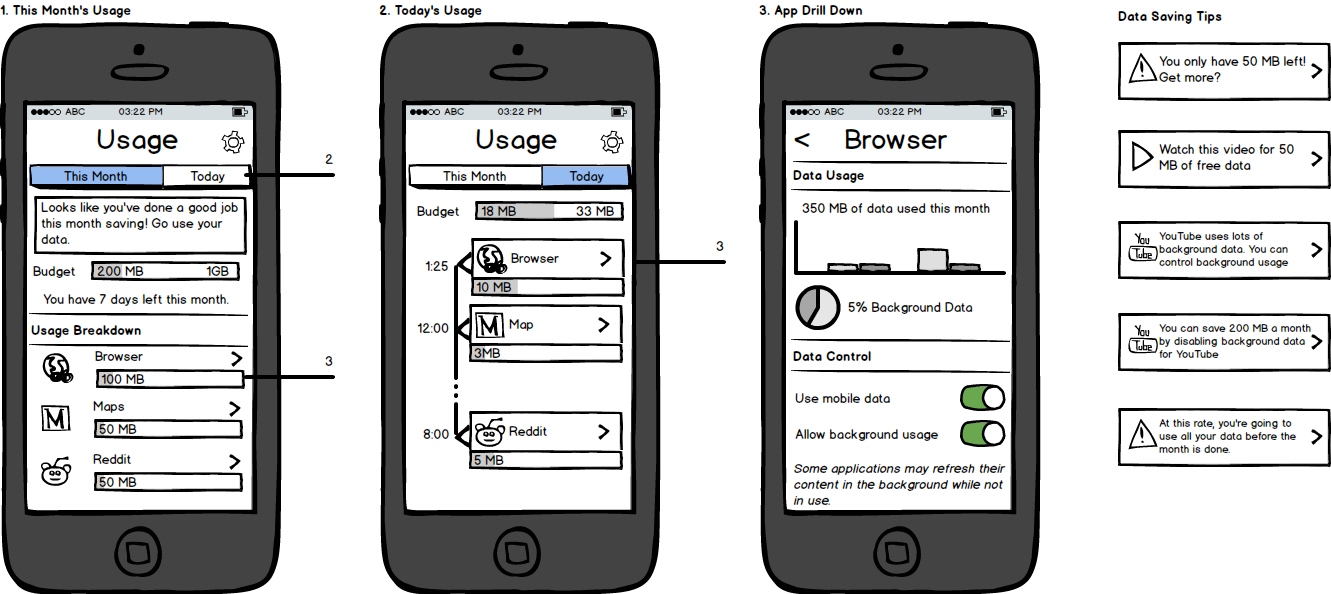 1. This Month's Usage
●●●○○ ABC 03:22 PM
Usage
This Month Today
2
Looks like you've done a good job
this month saving! Go use your
data.
Budget 200 MB 1GB
You have 7 days left this month.
Usage Breakdown
Browser
100 MB
3
M
Maps
50 MB
Reddit
50 MB
2. Today's Usage
●●●○○ ABC 03:22 PM
Usage
This Month Today
Budget 18 MB 33 MB
1:25 Browser
10 MB
3
12:00 M Map
3MB
8:00 Reddit
5 MB
3. App Drill Down
●●●○○ ABC 03:22 PM
< Browser
Data Usage
350 MB of data used this month
5% Background Data
Data Control
Use mobile data
Allow background usage
Some applications may refresh their
content in the background while not
in use.
Data Saving Tips
You only have 50 MB left!
Get more?
Watch this video for 50
MB of free data
You
Tube
YouTube uses lots of
background data. You can
control background usage
You
Tube
You can save 200 MB a month
by disabling background data
for YouTube
At this rate, you're going to
use all your data before the
month is done.